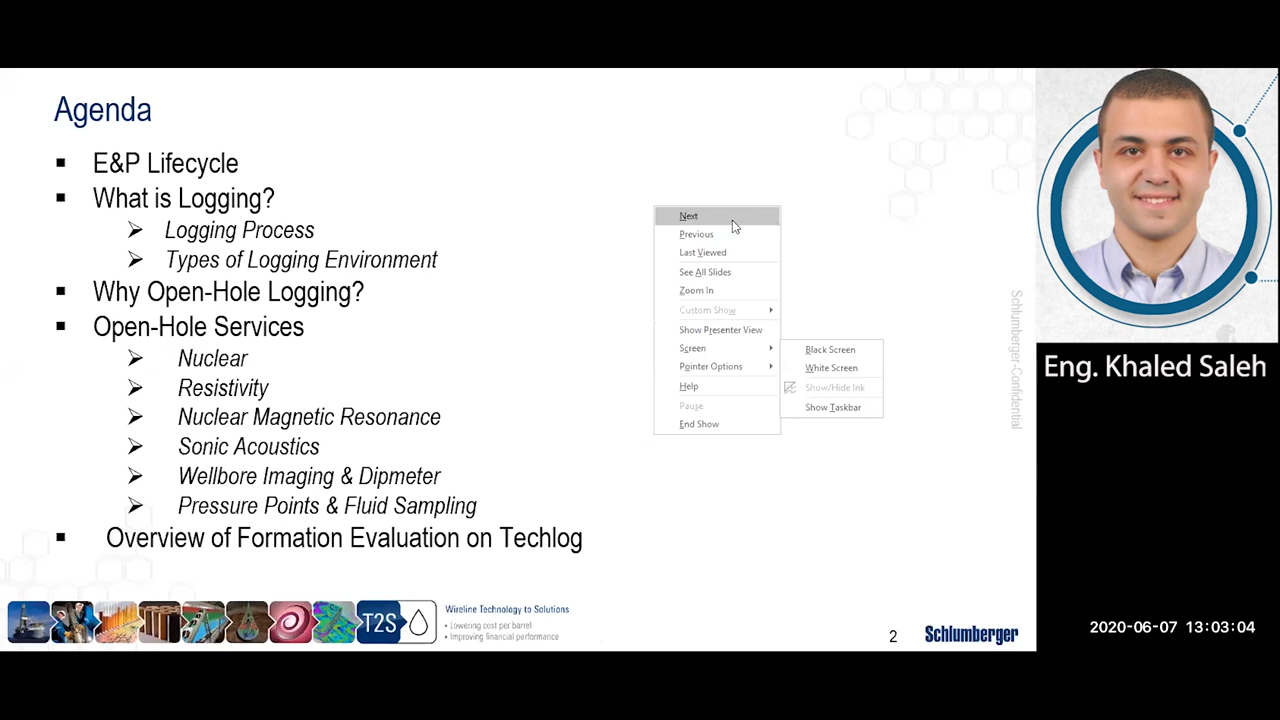 Agenda
E&P Lifecycle
What is Logging?
Logging Process
Types of Logging Environment
Why Open-Hole Logging?
Open-Hole Services
Nuclear
Resistivity
Nuclear Magnetic Resonance
Sonic Acoustics
Wellbore Imaging & Dipmeter
Pressure Points & Fluid Sampling
Overview of Formation Evaluation on Techlog
Next
Previous
Last Viewed
See All Slides
Zoom In
Custom Show
Show Presenter View
Screen
Pointer Options
Help
Pause
End Show
Black Screen
White Screen
Show/Hide Ink
Show Taskbar
Schlumberger-Confidential
T2S
Wireline Technology to Solutions
• Lowering cost per barrel
• Improving financial performance
2
Schlumberger
Eng. Khaled Saleh
2020-06-07 13:03:04